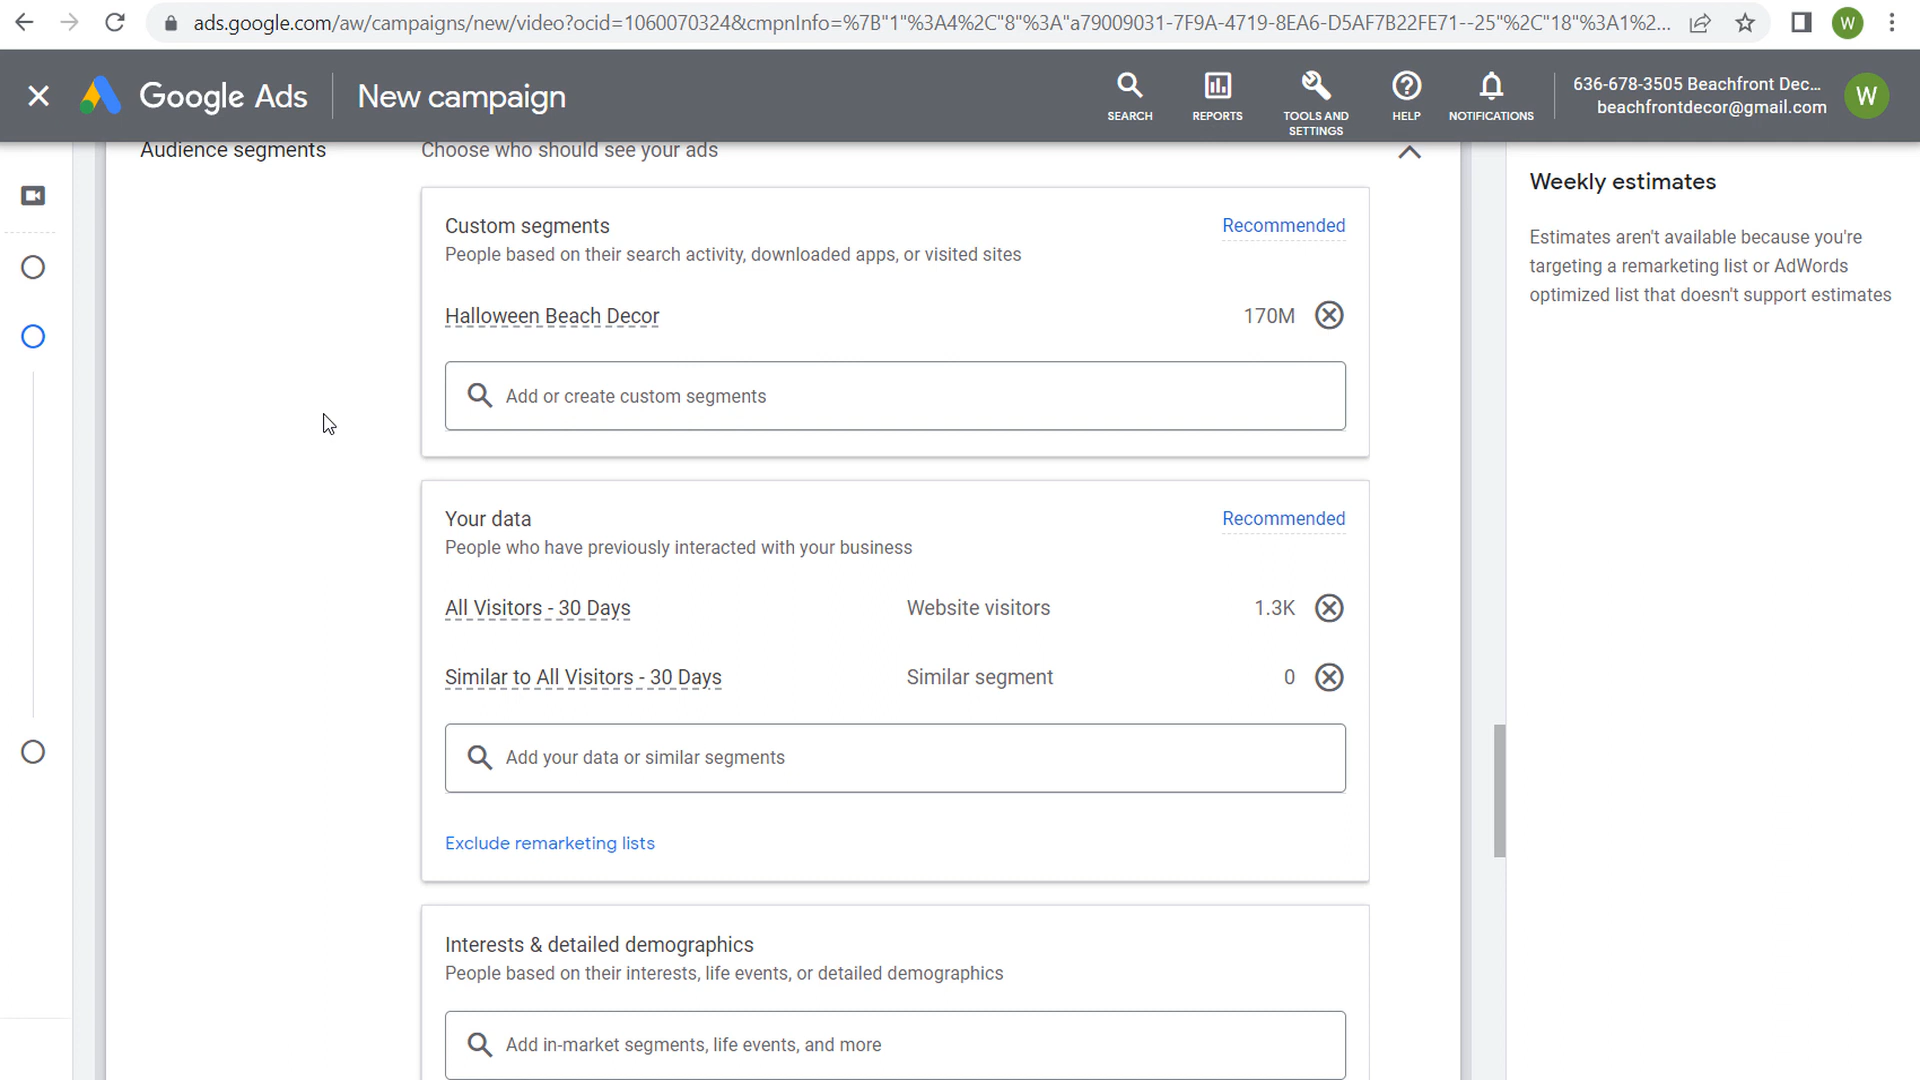 ads.google.com/aw/campaigns/new/video?ocid=1060070324&cmpnInfo=%7B"1"%3A4%2C"8"%3A"a79009031-7F9A-4719-8EA6-D5AF7B22FE71--25"%2C"18"%3A1%2...
W
Google Ads
New campaign
SEARCH
REPORTS
TOOLS AND
SETTINGS
HELP
NOTIFICATIONS
636-678-3505 Beachfront Dec...
beachfrontdecor@gmail.com
W
Audience segments
Choose who should see your ads
Custom segments
Recommended
People based on their search activity, downloaded apps, or visited sites
Halloween Beach Decor
170M
Add or create custom segments
Your data
Recommended
People who have previously interacted with your business
All Visitors - 30 Days
Website visitors
1.3K
Similar to All Visitors - 30 Days
Similar segment
0
Add your data or similar segments
Exclude remarketing lists
Interests & detailed demographics
People based on their interests, life events, or detailed demographics
Add in-market segments, life events, and more
Weekly estimates
Estimates aren't available because you're
targeting a remarketing list or AdWords
optimized list that doesn't support estimates